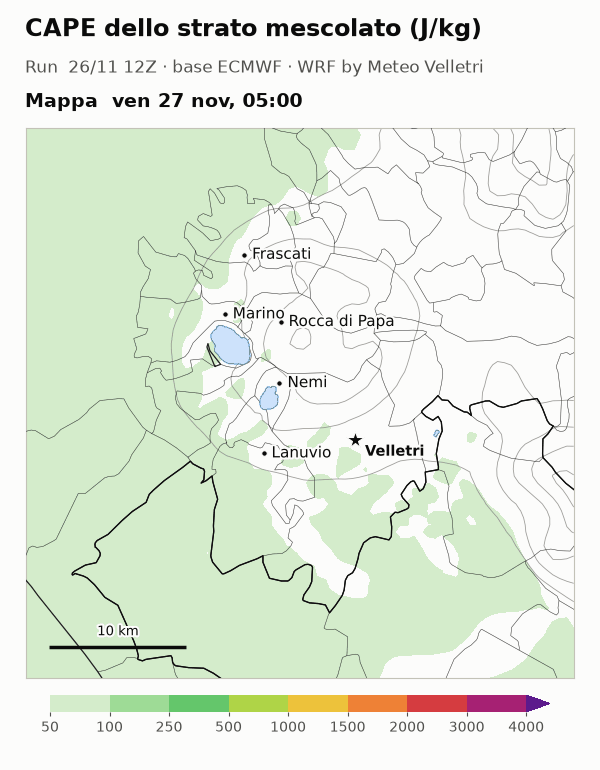 CAPE dello strato mescolato (J/kg)
Run  26/11 12Z · base ECMWF · WRF by Meteo Velletri
Mappa  ven 27 nov, 05:00
Frascati
Marino
Rocca di Papa
Nemi
Velletri
Lanuvio
10 km
50 100 250 500 1000 1500 2000 3000 4000